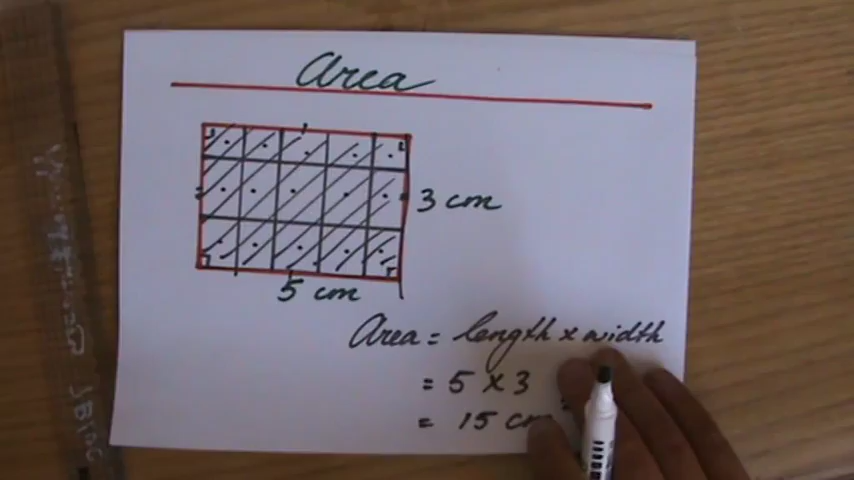 Area
3 cm
5 cm
Area = length x width
= 5 x 3
= 15 cm